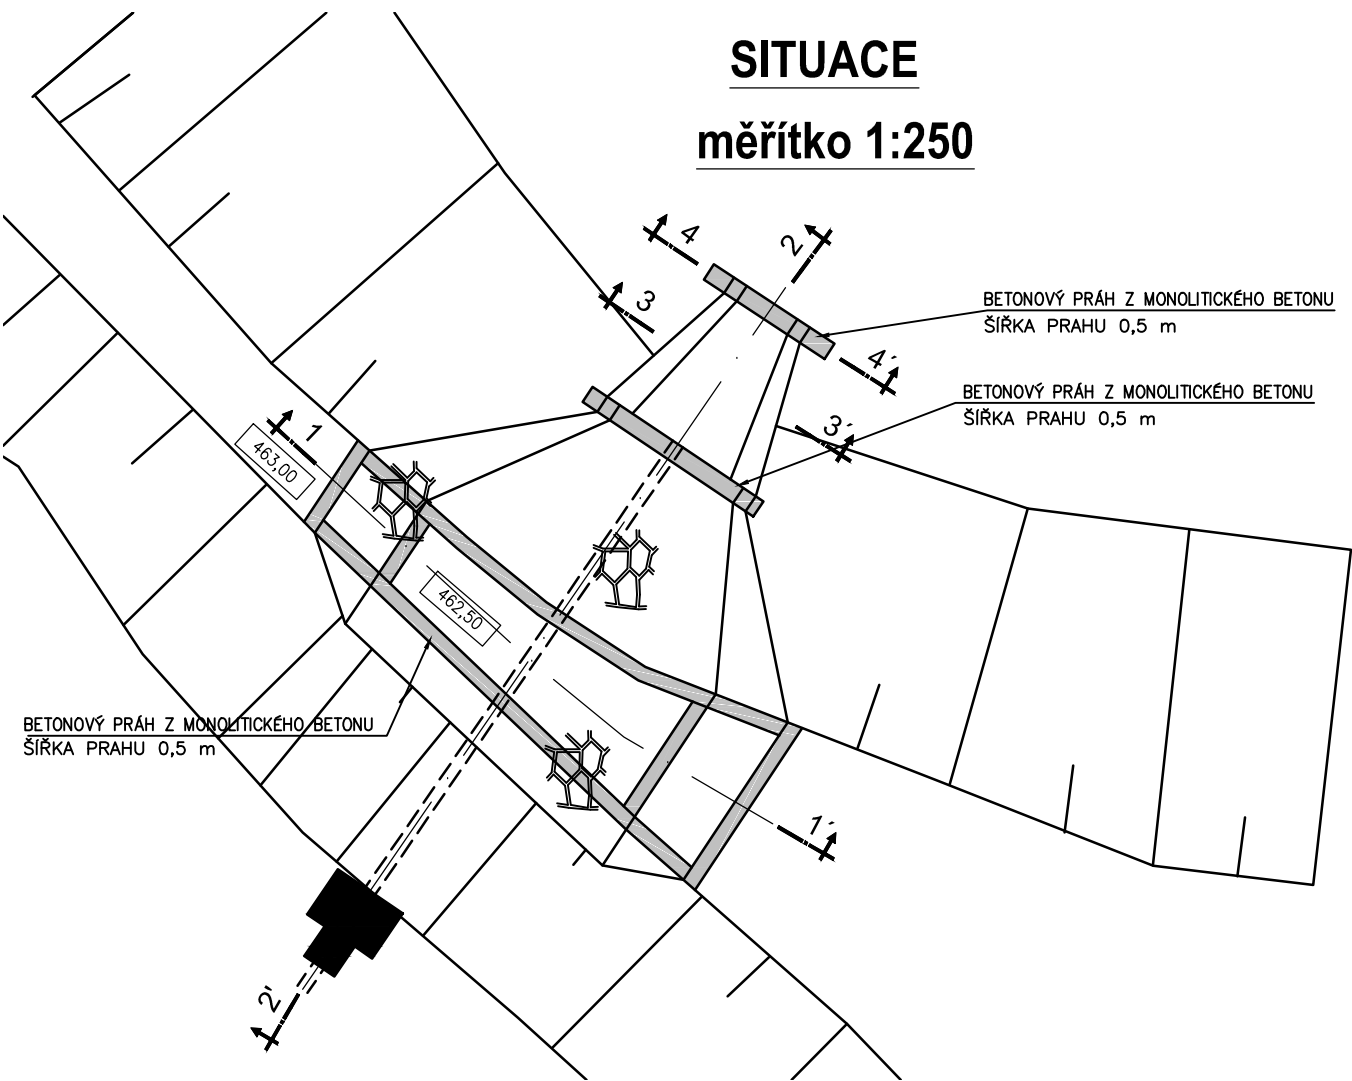 SITUACE
měřítko 1:250
4
2
3
BETONOVÝ PRÁH Z MONOLITICKÉHO BETONU
ŠÍŘKA PRAHU 0,5 m
4´
BETONOVÝ PRÁH Z MONOLITICKÉHO BETONU
ŠÍŘKA PRAHU 0,5 m
3´
1
463,00
462,50
BETONOVÝ PRÁH Z MONOLITICKÉHO BETONU
ŠÍŘKA PRAHU 0,5 m
1´
2'